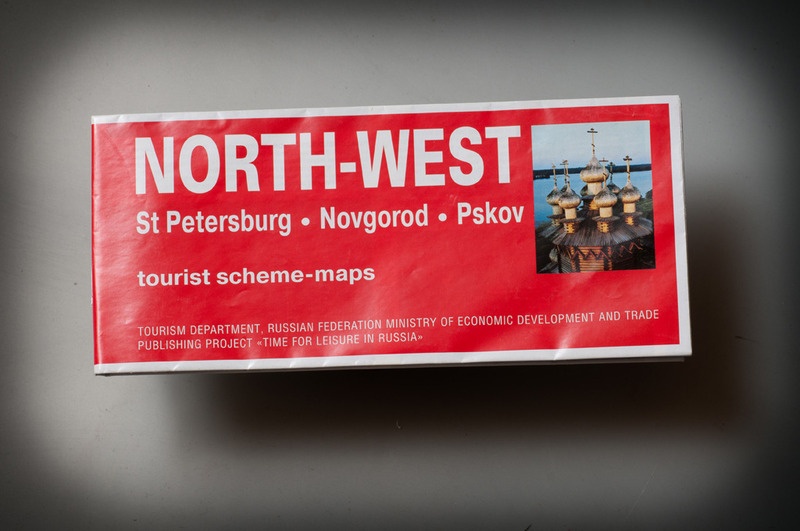 NORTH-WEST
St Petersburg • Novgorod • Pskov
tourist scheme-maps
TOURISM DEPARTMENT, RUSSIAN FEDERATION MINISTRY OF ECONOMIC DEVELOPMENT AND TRADE
PUBLISHING PROJECT «TIME FOR LEISURE IN RUSSIA»